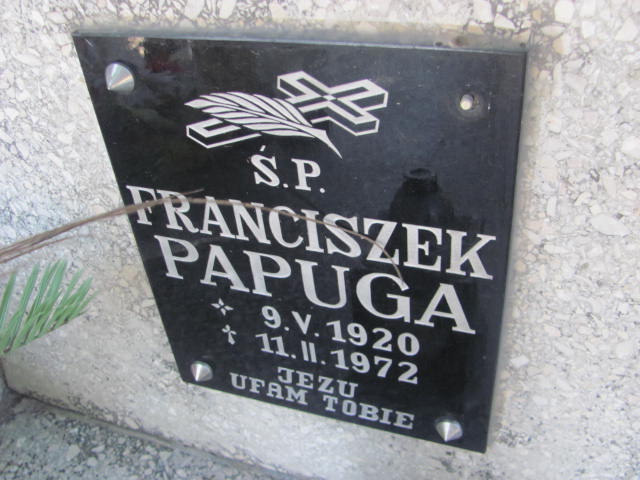 Ś.P.
FRANCISZEK
PAPUGA
9.V.1920
11.II.1972
JEZU
UFAM TOBIE